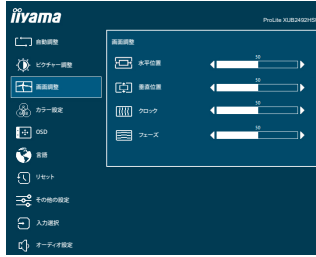 iiyama
ProLite XUB2492HS
自動調整
画面調整
ピクチャー調整
水平位置
50
画面調整
垂直位置
50
カラー設定
クロック
50
OSD
フェーズ
50
言語
リセット
その他の設定
入力選択
オーディオ設定